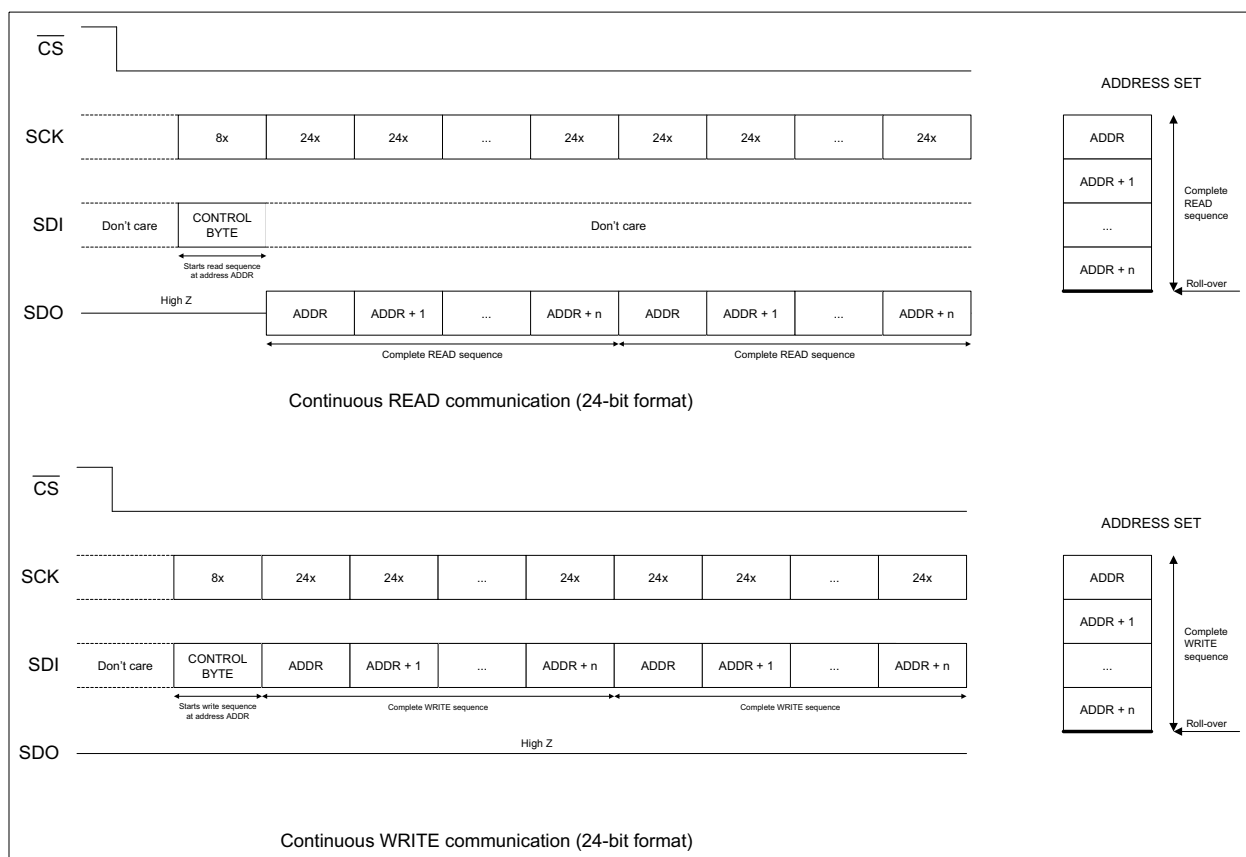 CS
ADDRESS SET
SCK
8x 24x 24x ... 24x 24x 24x ... 24x
ADDR
ADDR + 1
...
ADDR + n
Complete
READ
sequence
Roll-over
SDI
Don't care
CONTROL
BYTE
Don't care
Starts read sequence
at address ADDR
High Z
SDO
ADDR ADDR + 1 ... ADDR + n ADDR ADDR + 1 ... ADDR + n
Complete READ sequence Complete READ sequence
Continuous READ communication (24-bit format)
CS
ADDRESS SET
SCK
8x 24x 24x ... 24x 24x 24x ... 24x
ADDR
ADDR + 1
...
ADDR + n
Complete
WRITE
sequence
Roll-over
SDI
Don't care
CONTROL
BYTE
ADDR ADDR + 1 ... ADDR + n ADDR ADDR + 1 ... ADDR + n
Starts write sequence
at address ADDR
Complete WRITE sequence Complete WRITE sequence
High Z
SDO
Continuous WRITE communication (24-bit format)